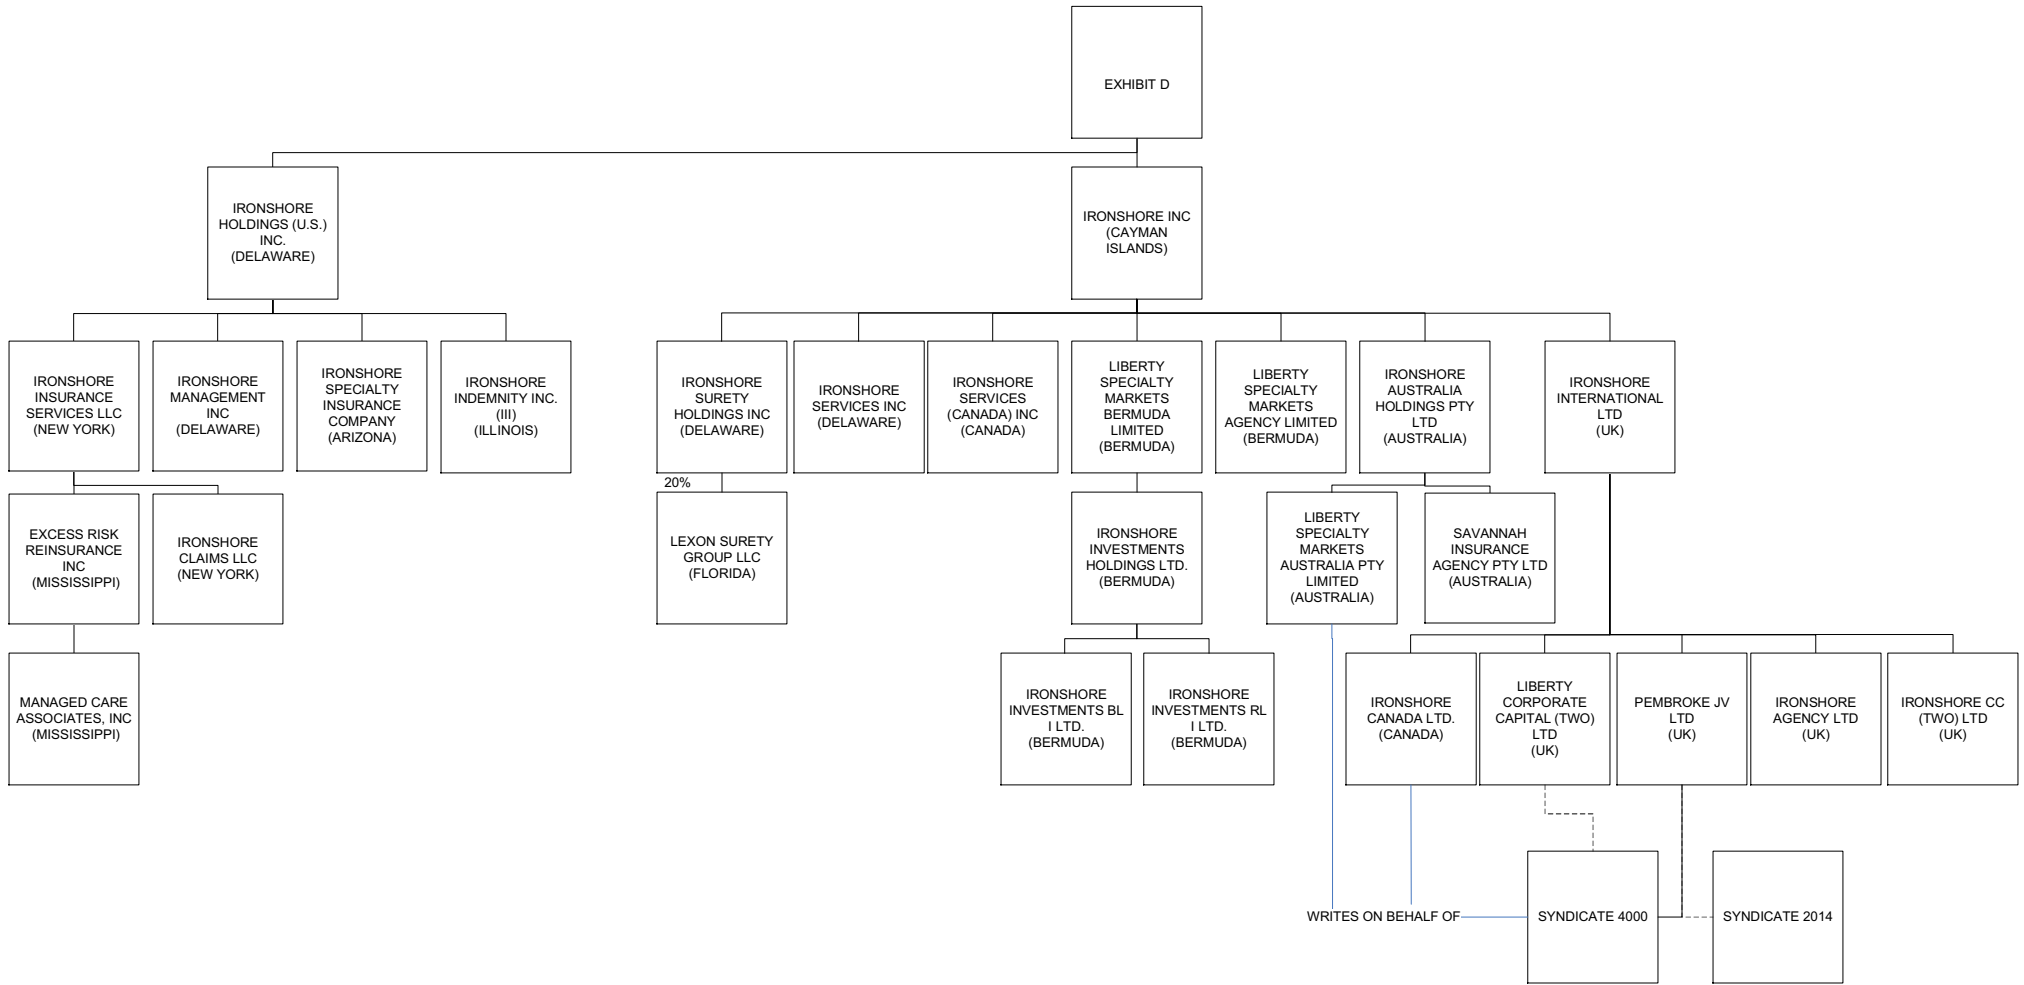 EXHIBIT D
IRONSHORE
HOLDINGS (U.S.)
INC.
(DELAWARE)
IRONSHORE INC
(CAYMAN
ISLANDS)
IRONSHORE
INSURANCE
SERVICES LLC
(NEW YORK)
IRONSHORE
MANAGEMENT
INC
(DELAWARE)
IRONSHORE
SPECIALTY
INSURANCE
COMPANY
(ARIZONA)
IRONSHORE
INDEMNITY INC.
(III)
(ILLINOIS)
IRONSHORE
SURETY
HOLDINGS INC
(DELAWARE)
IRONSHORE
SERVICES INC
(DELAWARE)
IRONSHORE
SERVICES
(CANADA) INC
(CANADA)
LIBERTY
SPECIALTY
MARKETS
BERMUDA
LIMITED
(BERMUDA)
LIBERTY
SPECIALTY
MARKETS
AGENCY LIMITED
(BERMUDA)
IRONSHORE
AUSTRALIA
HOLDINGS PTY
LTD
(AUSTRALIA)
IRONSHORE
INTERNATIONAL
LTD
(UK)
20%
EXCESS RISK
REINSURANCE
INC
(MISSISSIPPI)
IRONSHORE
CLAIMS LLC
(NEW YORK)
LEXON SURETY
GROUP LLC
(FLORIDA)
IRONSHORE
INVESTMENTS
HOLDINGS LTD.
(BERMUDA)
LIBERTY
SPECIALTY
MARKETS
AUSTRALIA PTY
LIMITED
(AUSTRALIA)
SAVANNAH
INSURANCE
AGENCY PTY LTD
(AUSTRALIA)
MANAGED CARE
ASSOCIATES, INC
(MISSISSIPPI)
IRONSHORE
INVESTMENTS BL
I LTD.
(BERMUDA)
IRONSHORE
INVESTMENTS RL
I LTD.
(BERMUDA)
IRONSHORE
CANADA LTD.
(CANADA)
LIBERTY
CORPORATE
CAPITAL (TWO)
LTD
(UK)
PEMBROKE JV
LTD
(UK)
IRONSHORE
AGENCY LTD
(UK)
IRONSHORE CC
(TWO) LTD
(UK)
WRITES ON BEHALF OF
SYNDICATE 4000
SYNDICATE 2014